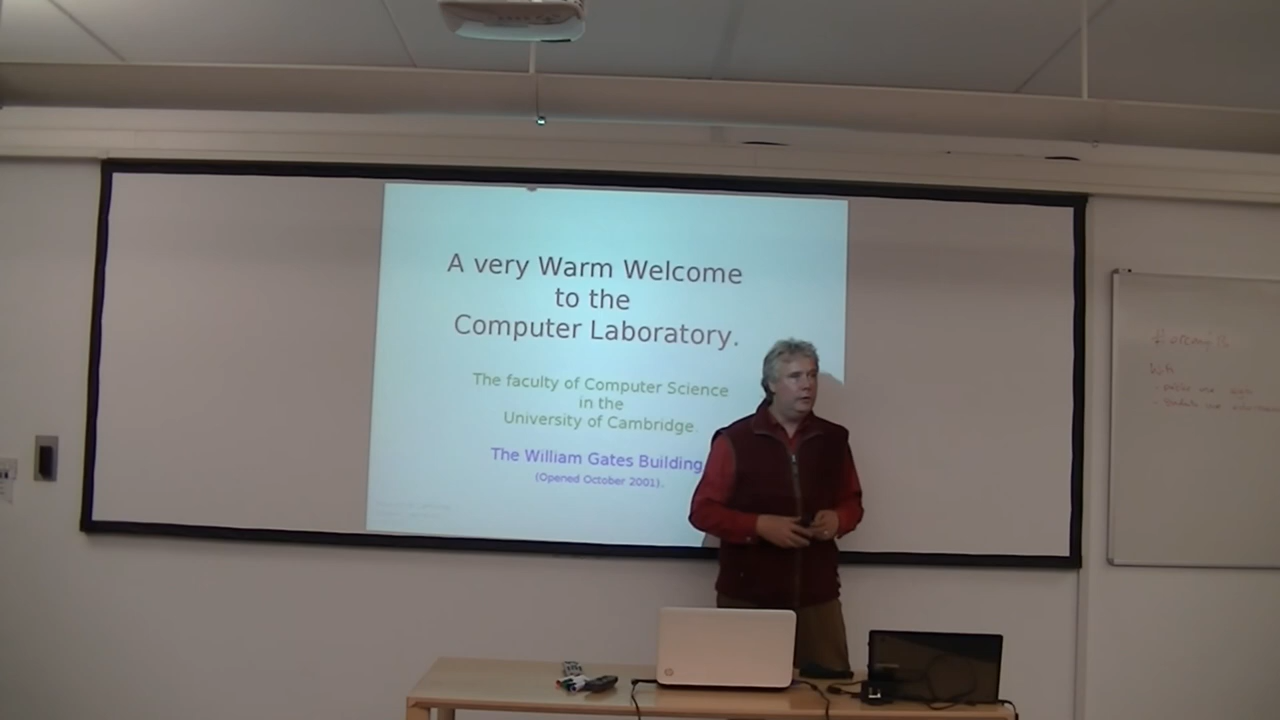 A very Warm Welcome
to the
Computer Laboratory.
The faculty of Computer Science
in the
University of Cambridge.
The William Gates Building
(Opened October 2001).
hp